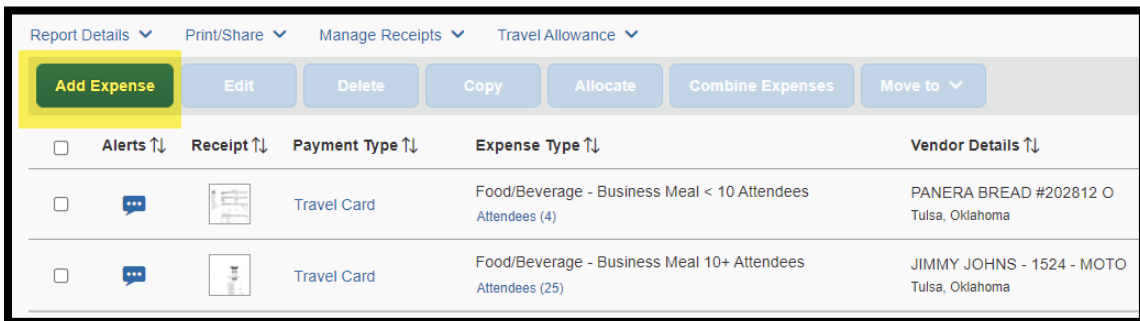 Report Details Print/Share Manage Receipts Travel Allowance
Add Expense Edit Delete Copy Allocate Combine Expenses Move to
Alerts Receipt Payment Type Expense Type Vendor Details
Travel Card Food/Beverage - Business Meal < 10 Attendees PANERA BREAD #202812 O
Attendees (4) Tulsa, Oklahoma
Travel Card Food/Beverage - Business Meal 10+ Attendees JIMMY JOHNS - 1524 - MOTO
Attendees (25) Tulsa, Oklahoma